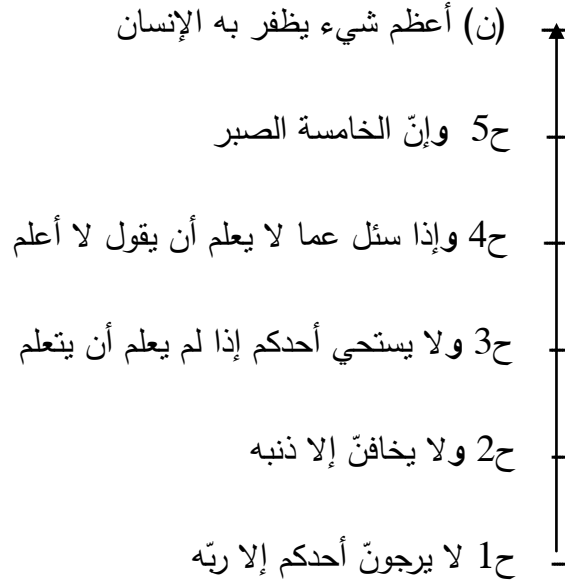 (ن) أعظم شيء يظفر به الإنسان
ح5 وإنّ الخامسة الصبر
ح4 وإذا سئل عما لا يعلم أن يقول لا أعلم
ح3 ولا يستحي أحدكم إذا لم يعلم أن يتعلم
ح2 ولا يخافنّ إلا ذنبه
ح1 لا يرجونّ أحدكم إلا ربّه